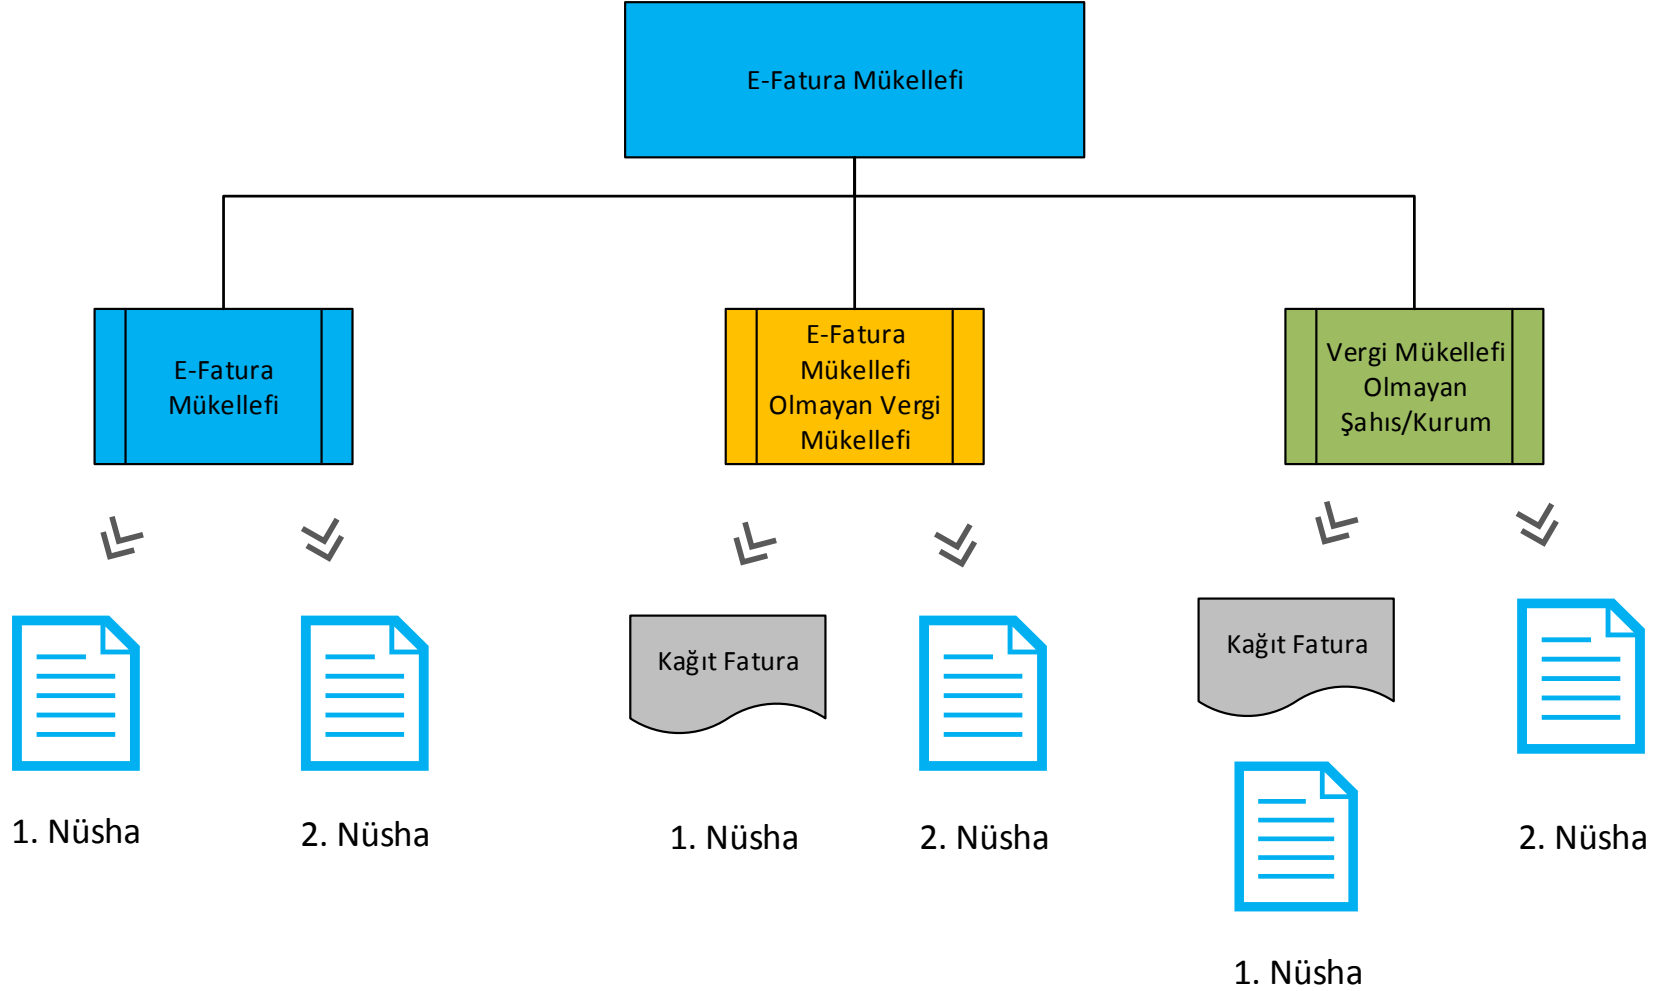 E-Fatura Mükellefi
E-Fatura
Mükellefi
E-Fatura
Mükellefi
Olmayan Vergi
Mükellefi
Vergi Mükellefi
Olmayan
Şahıs/Kurum
Kağıt Fatura
Kağıt Fatura
1. Nüsha
2. Nüsha
1. Nüsha
2. Nüsha
2. Nüsha
1. Nüsha